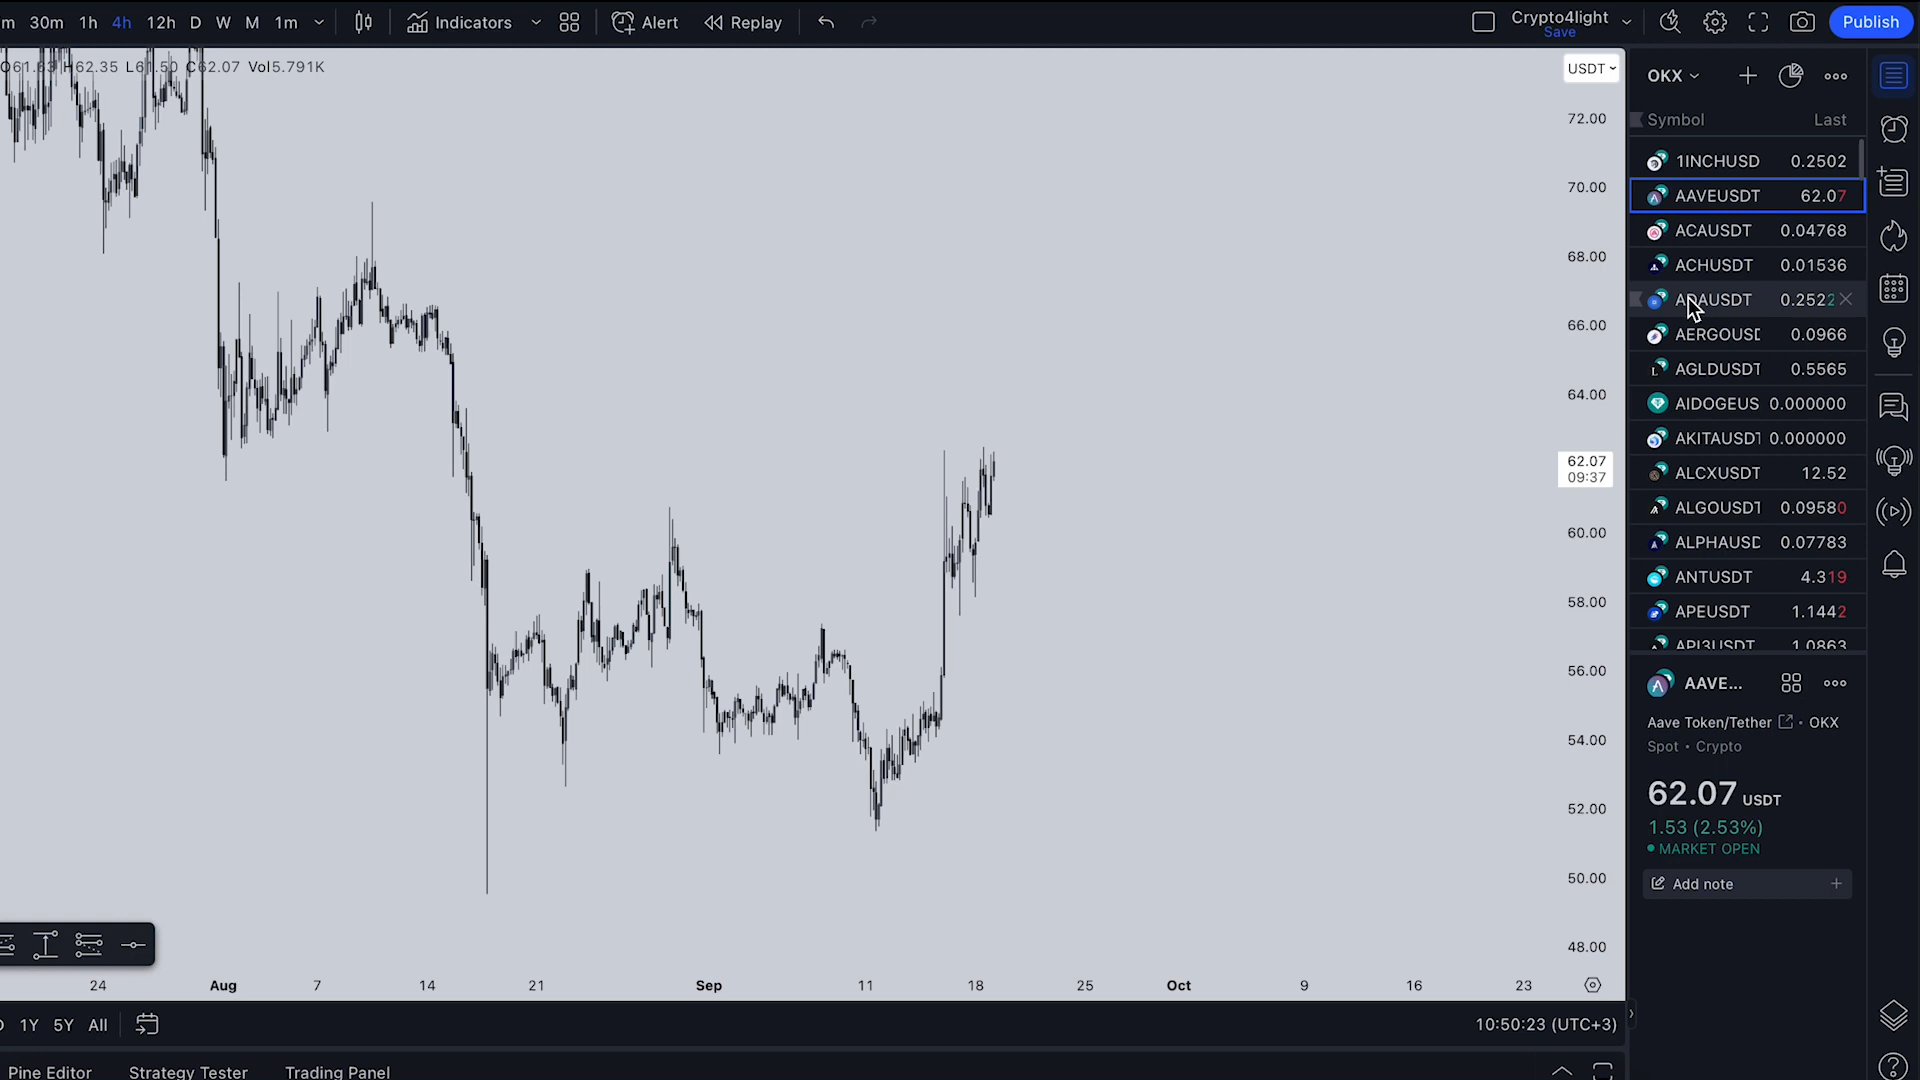 m 30m 1h 4h 12h D W M 1m Indicators Alert Replay Crypto4light Save Publish
O61.63 H62.35 L61.50 C62.07 Vol5.791K
USDT
72.00
70.00
68.00
66.00
64.00
62.07
09:37
60.00
58.00
56.00
54.00
52.00
50.00
48.00
24 Aug 7 14 21 Sep 11 18 25 Oct 9 16 23
1Y 5Y All
10:50:23 (UTC+3)
Pine Editor Strategy Tester Trading Panel
OKX
Symbol Last
1INCHUSD 0.2502
AAVEUSDT 62.07
ACAUSDT 0.04768
ACHUSDT 0.01536
ADAUSDT 0.2522
AERGOUSD 0.0966
AGLDUSDT 0.5565
AIDOGEUS 0.000000
AKITAUSDT 0.000000
ALCXUSDT 12.52
ALGOUSDT 0.09580
ALPHAUSD 0.07783
ANTUSDT 4.319
APEUSDT 1.1442
API3USDT 1.0863
AAVE...
Aave Token/Tether • OKX
Spot • Crypto
62.07 USDT
1.53 (2.53%)
MARKET OPEN
Add note